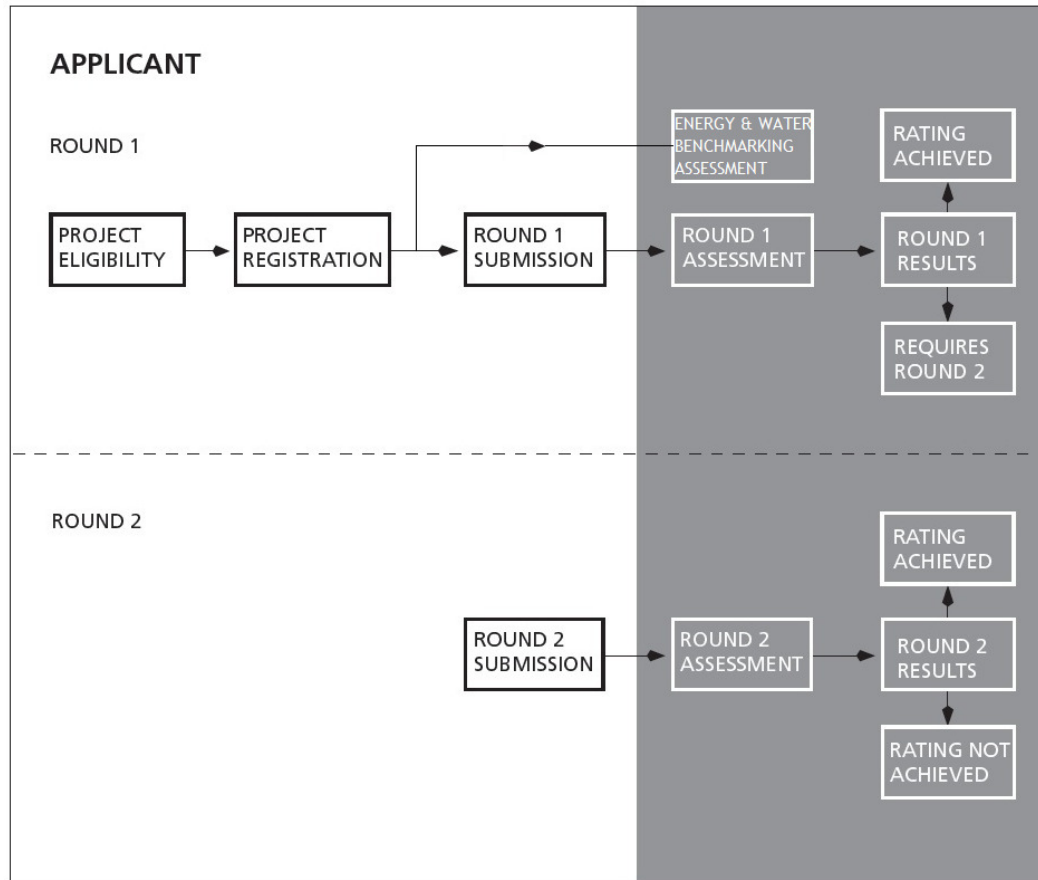 APPLICANT
ROUND 1
ENERGY & WATER
BENCHMARKING
ASSESSMENT
RATING
ACHIEVED
PROJECT
ELIGIBILITY
PROJECT
REGISTRATION
ROUND 1
SUBMISSION
ROUND 1
ASSESSMENT
ROUND 1
RESULTS
REQUIRES
ROUND 2
ROUND 2
RATING
ACHIEVED
ROUND 2
SUBMISSION
ROUND 2
ASSESSMENT
ROUND 2
RESULTS
RATING NOT
ACHIEVED